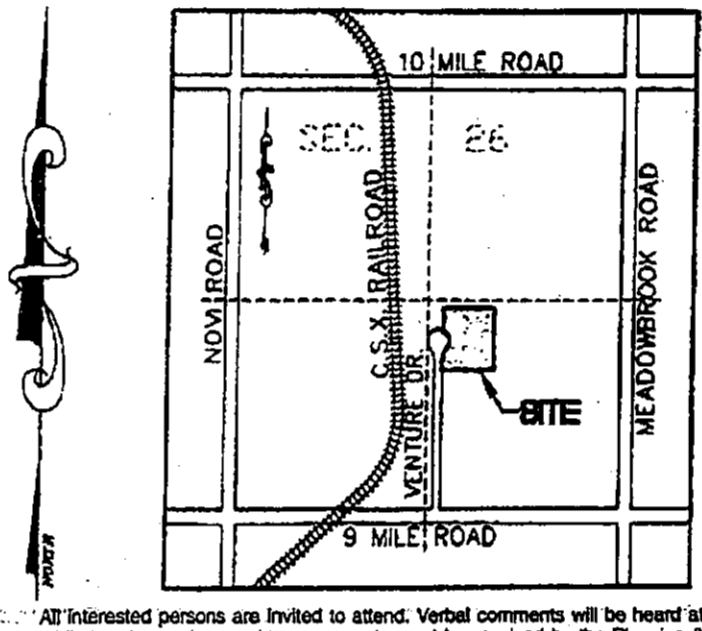 10 MILE ROAD
SEC. 26
NOVI ROAD
C.S.X. RAILROAD
MEADOWBROOK ROAD
VENTURE DR.
SITE
9 MILE ROAD
NORTH
All interested persons are invited to attend. Verbal comments will be heard at